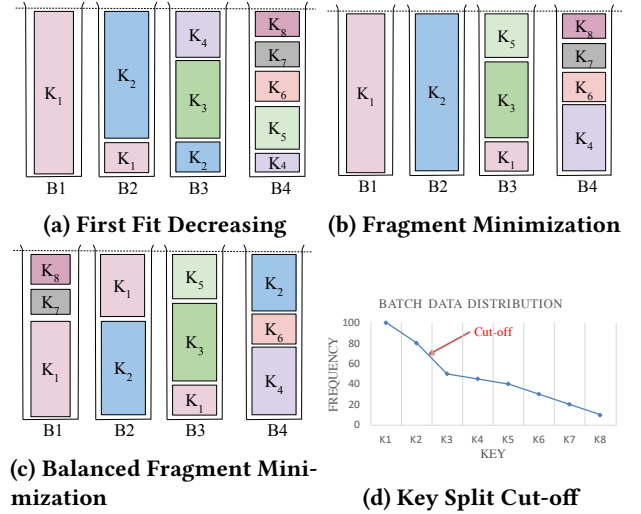 K1
K2
K1
K4
K3
K2
K8
K7
K6
K5
K4
B1 B2 B3 B4
(a) First Fit Decreasing
K1
K2
K5
K3
K1
K8
K7
K6
K4
B1 B2 B3 B4
(b) Fragment Minimization
K8
K7
K1
K1
K2
K5
K3
K1
K2
K6
K4
B1 B2 B3 B4
(c) Balanced Fragment Mini-
mization
BATCH DATA DISTRIBUTION
Cut-off
FREQUENCY
100
80
60
40
20
0
K1 K2 K3 K4 K5 K6 K7 K8
KEY
(d) Key Split Cut-off